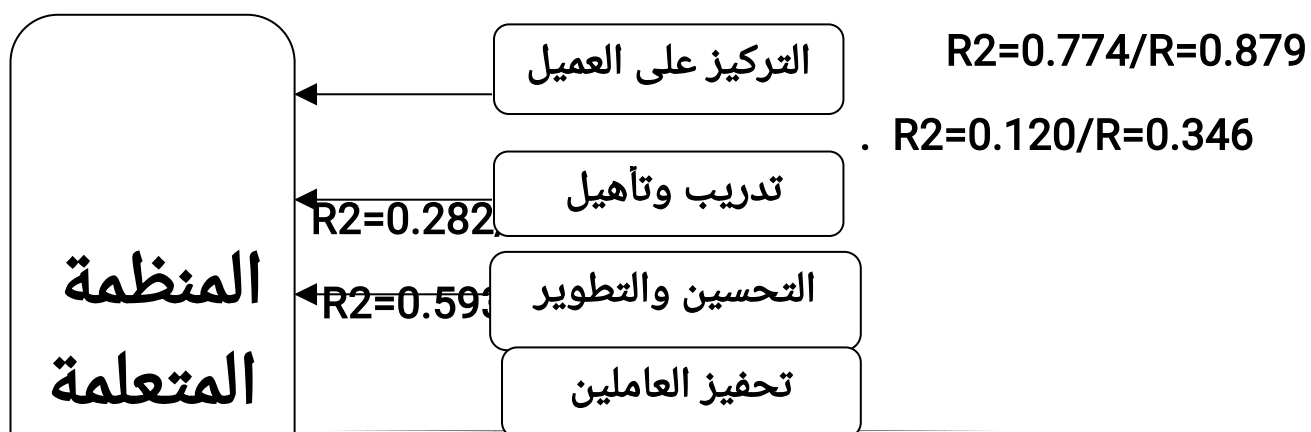 التركيز على العميل
R2=0.774/R=0.879
. R2=0.120/R=0.346
تدريب وتأهيل
R2=0.282
التحسين والتطوير
R2=0.593
تحفيز العاملين
المنظمة
المتعلمة